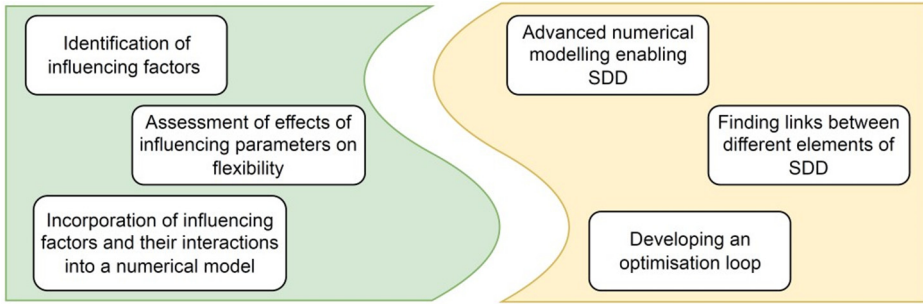 Identification of
influencing factors
Assessment of effects of
influencing parameters on
flexibility
Incorporation of influencing
factors and their interactions
into a numerical model
Advanced numerical
modelling enabling
SDD
Finding links between
different elements of
SDD
Developing an
optimisation loop